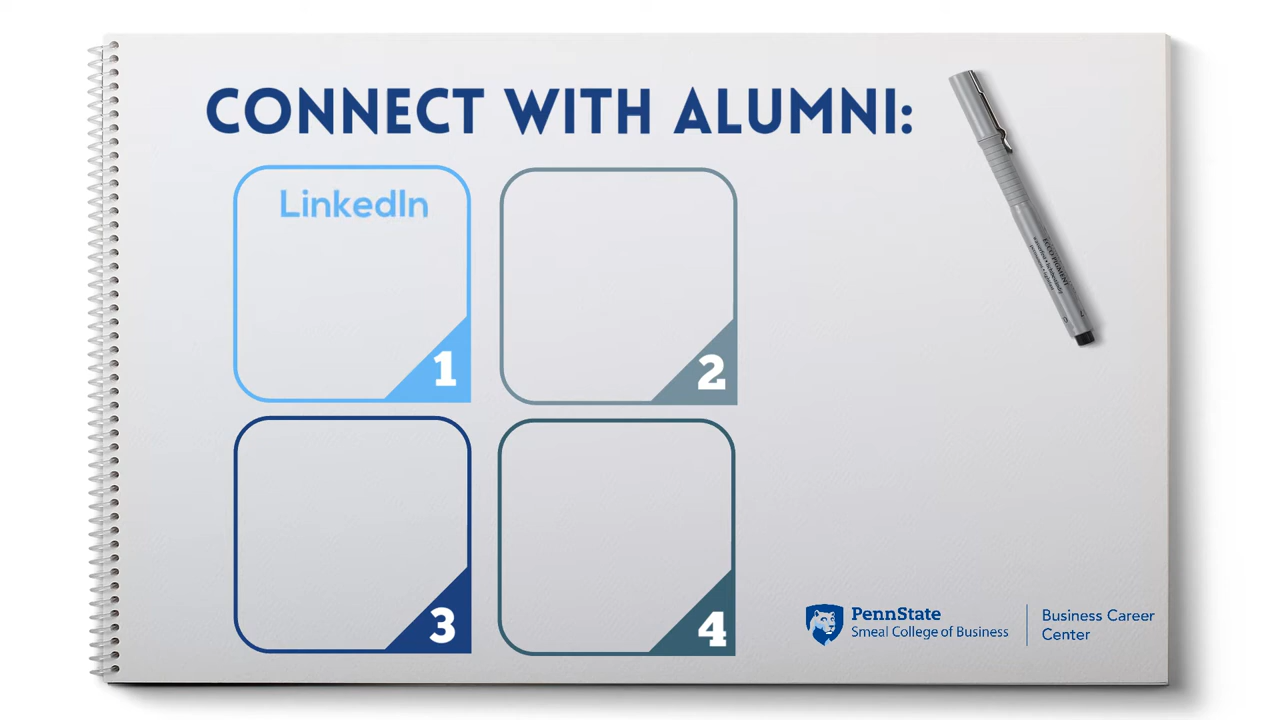 CONNECT WITH ALUMNI:
LinkedIn
1
2
3
4
PennState
Smeal College of Business
Business Career
Center